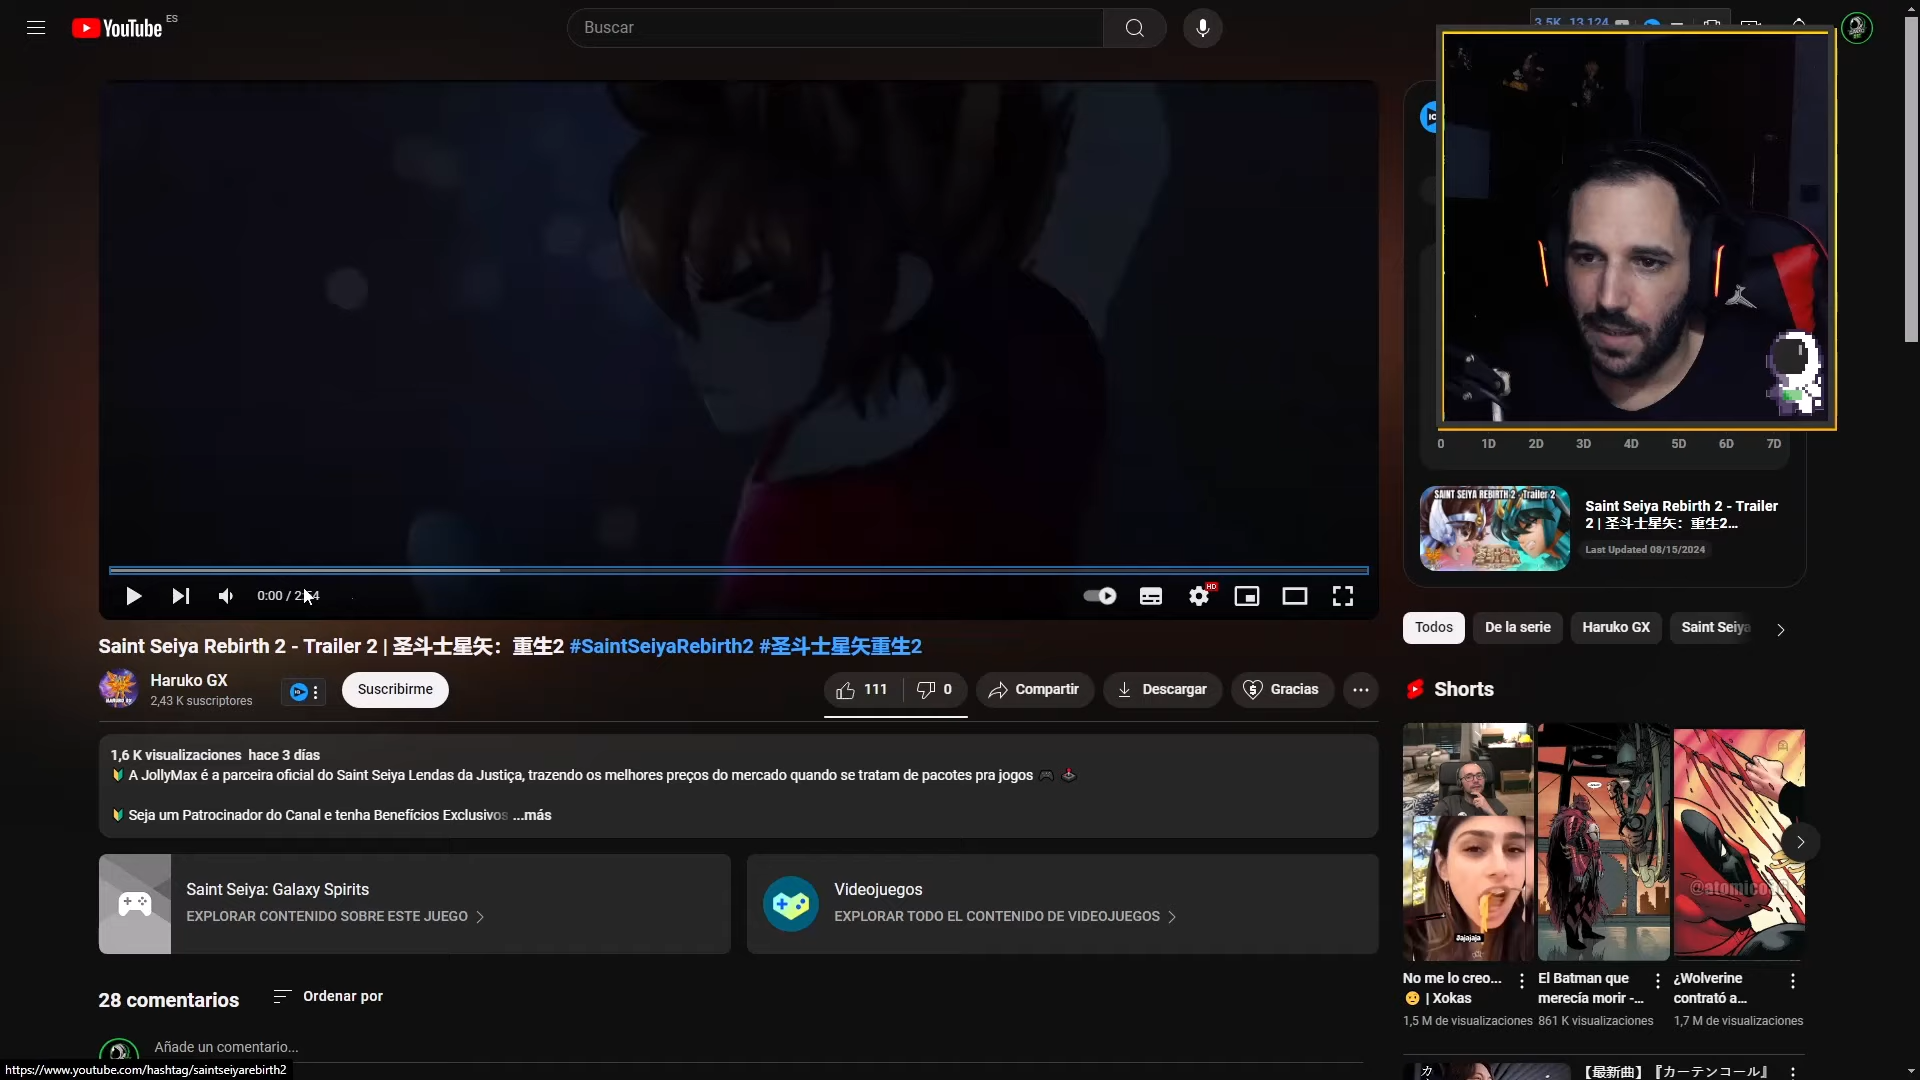 YouTube ES
Buscar
3,5K 13.124
0:00 / 2:54
HD
Saint Seiya Rebirth 2 - Trailer 2 | 圣斗士星矢：重生2 #SaintSeiyaRebirth2 #圣斗士星矢重生2
Haruko GX
2,43 K suscriptores
Suscribirme
111
0
Compartir
Descargar
Gracias
1,6 K visualizaciones hace 3 días
A JollyMax é a parceira oficial do Saint Seiya Lendas da Justiça, trazendo os melhores preços do mercado quando se tratam de pacotes pra jogos
Seja um Patrocinador do Canal e tenha Benefícios Exclusivos ...más
Saint Seiya: Galaxy Spirits
EXPLORAR CONTENIDO SOBRE ESTE JUEGO
Videojuegos
EXPLORAR TODO EL CONTENIDO DE VIDEOJUEGOS
28 comentarios
Ordenar por
Añade un comentario...
https://www.youtube.com/hashtag/saintseiyarebirth2
0 1D 2D 3D 4D 5D 6D 7D
SAINT SEIYA REBIRTH 2 - Trailer 2
Saint Seiya Rebirth 2 - Trailer
2 | 圣斗士星矢：重生2...
Last Updated 08/15/2024
Todos
De la serie
Haruko GX
Saint Seiya
Shorts
#ajajaja
@atomico
No me lo creo...
| Xokas
1,5 M de visualizaciones
El Batman que
merecía morir -...
861 K visualizaciones
¿Wolverine
contrató a...
1,7 M de visualizaciones
【最新曲】『カーテンコール』